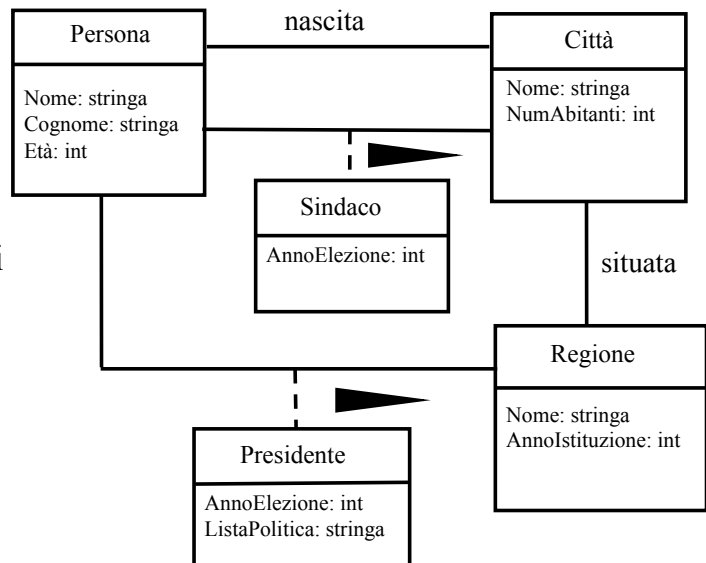 nascita
Persona
Nome: stringa
Cognome: stringa
Età: int
Città
Nome: stringa
NumAbitanti: int
Sindaco
AnnoElezione: int
i
situata
Regione
Nome: stringa
AnnoIstituzione: int
Presidente
AnnoElezione: int
ListaPolitica: stringa